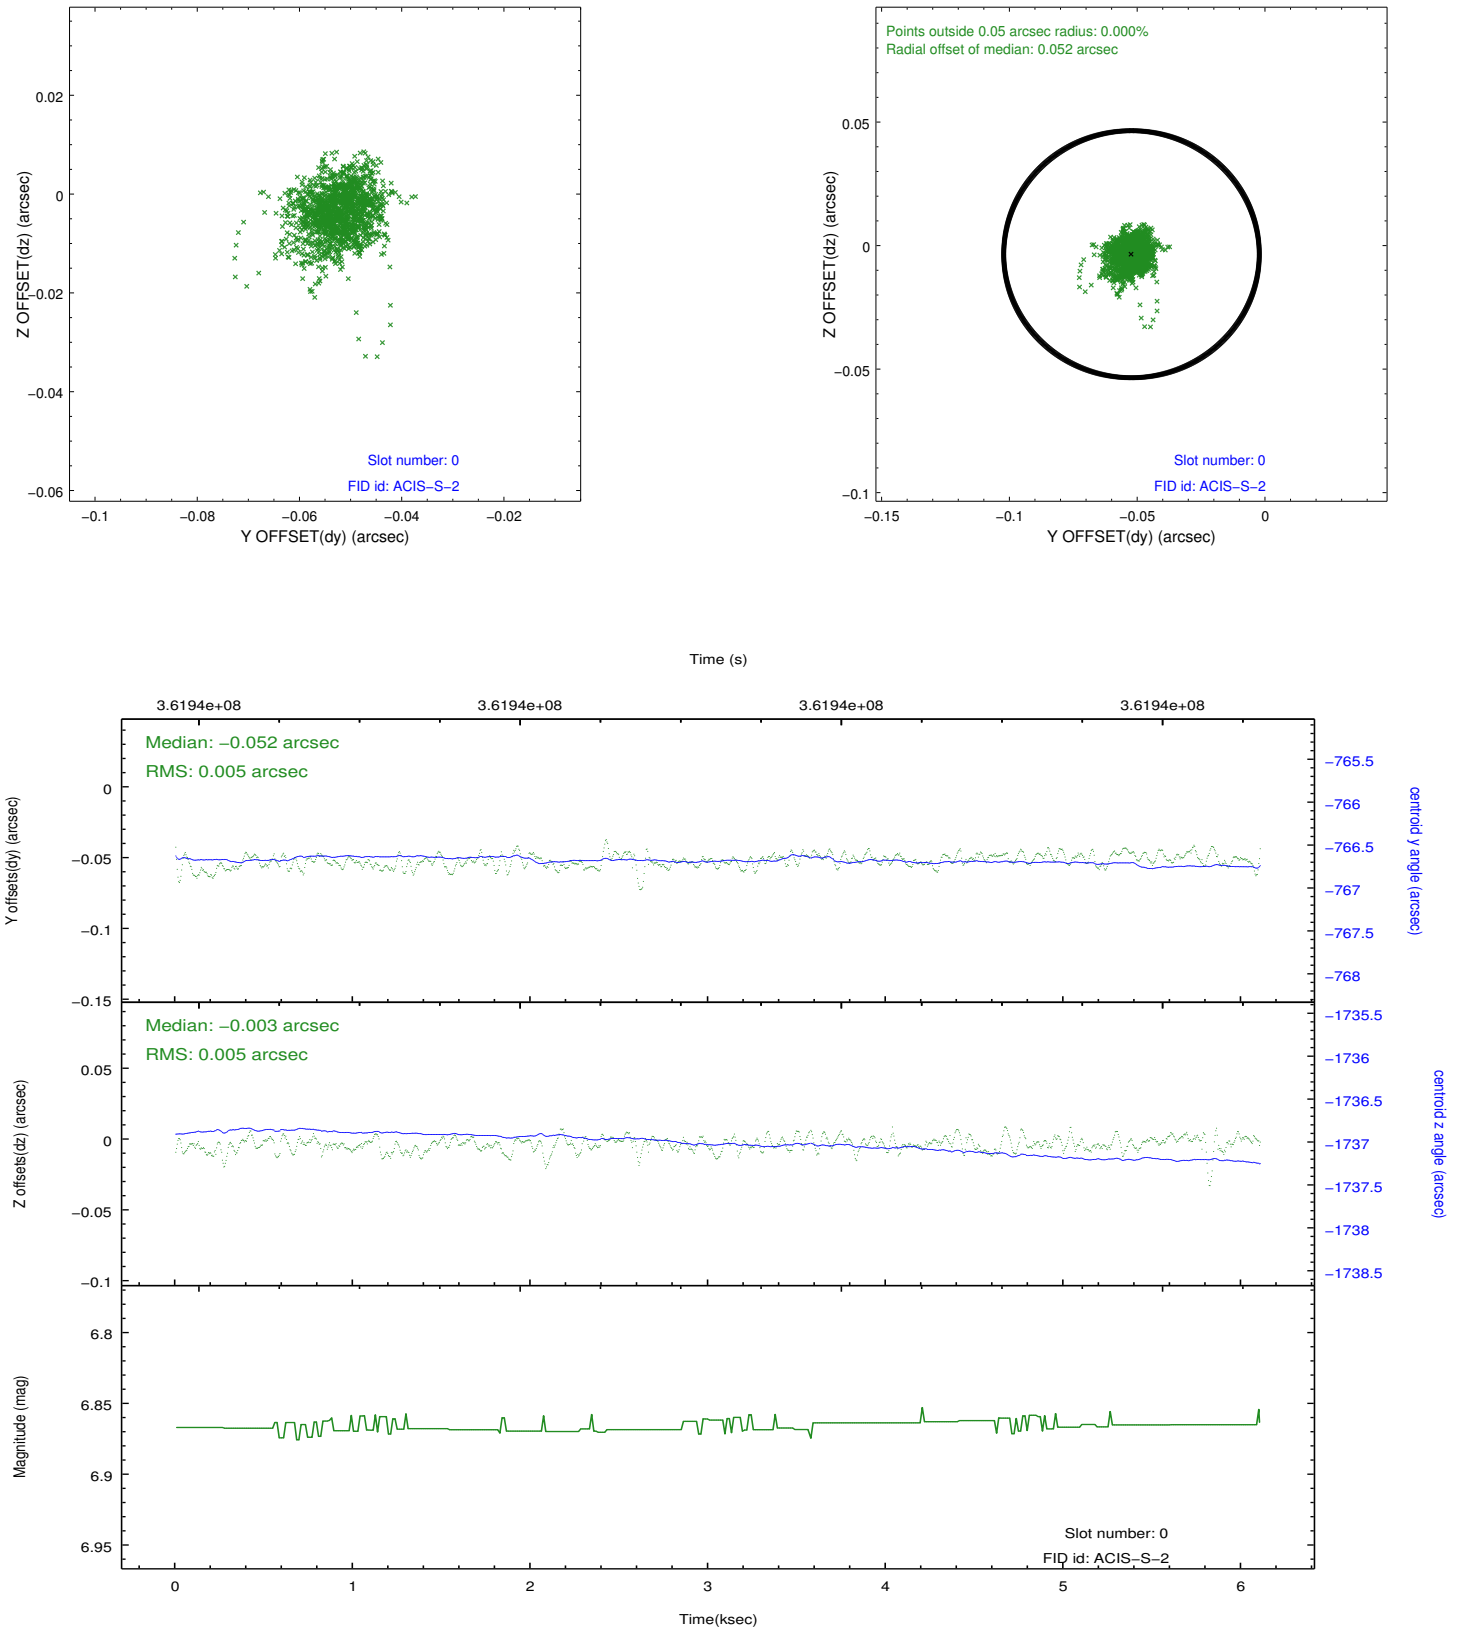 0.02
0
−0.02
−0.04
−0.06
Z OFFSET(dz) (arcsec)
Slot number: 0
FID id: ACIS−S−2
−0.1
−0.08
−0.06
−0.04
−0.02
Y OFFSET(dy) (arcsec)
Points outside 0.05 arcsec radius: 0.000%
Radial offset of median: 0.052 arcsec
0.05
0
−0.05
−0.1
Z OFFSET(dz) (arcsec)
Slot number: 0
FID id: ACIS−S−2
−0.15
−0.1
−0.05
0
Y OFFSET(dy) (arcsec)
Time (s)
3.6194e+08
3.6194e+08
3.6194e+08
3.6194e+08
Median: −0.052 arcsec
RMS: 0.005 arcsec
0
−0.05
−0.1
−0.15
Y offsets(dy) (arcsec)
−765.5
−766
−766.5
−767
−767.5
−768
centroid y angle (arcsec)
Median: −0.003 arcsec
RMS: 0.005 arcsec
0.05
0
−0.05
−0.1
Z offsets(dz) (arcsec)
−1735.5
−1736
−1736.5
−1737
−1737.5
−1738
−1738.5
centroid z angle (arcsec)
6.8
6.85
6.9
6.95
Magnitude (mag)
Slot number: 0
FID id: ACIS−S−2
0
1
2
3
4
5
6
Time(ksec)